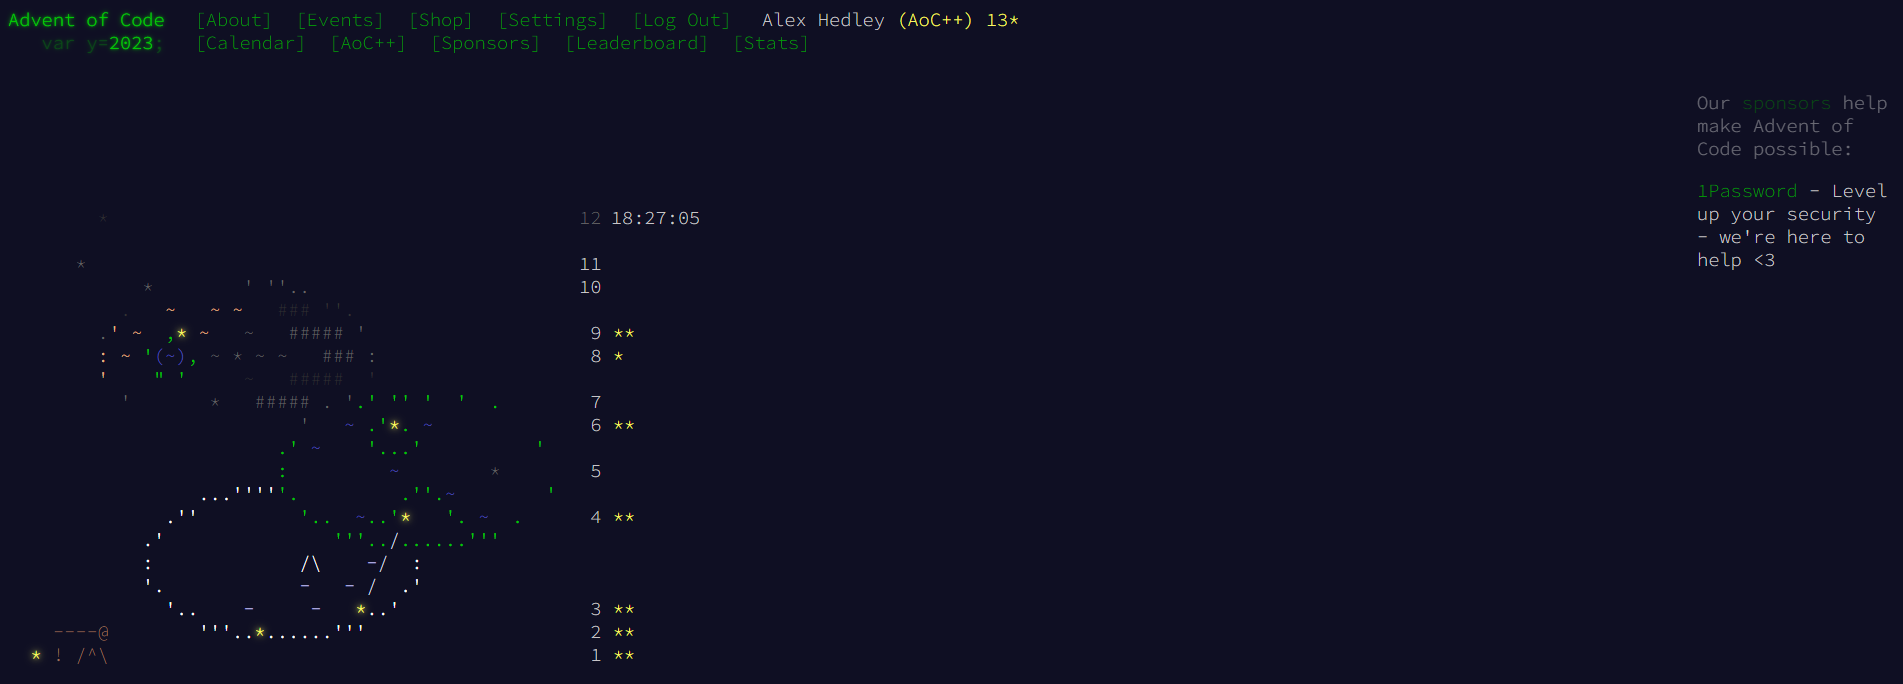 Advent of Code [About] [Events] [Shop] [Settings] [Log Out] Alex Hedley (AoC++) 13*
var y=2023; [Calendar] [AoC++] [Sponsors] [Leaderboard] [Stats]
Our sponsors help
make Advent of
Code possible:
1Password - Level
up your security
- we're here to
help <3
* 12 18:27:05
* 11
* ' ''.. 10
. ~ ~ ~ ### ''.
.' ~ ,* ~ ~ ##### ' 9 **
: ~ '(~), ~ * ~ ~ ### : 8 *
' " ' ~ ##### '
' * ##### . '.' '' ' ' . 7
' ~ .'*. ~ 6 **
.' ~ '...' '
: ~ * 5
...'''''. .''.~ '
.'' '.. ~..'* '. ~ . 4 **
.' '''../......'''
: /\ -/ :
'. - - / .'
'.. - - *..' 3 **
----@ '''..*......''' 2 **
* ! /^\ 1 **